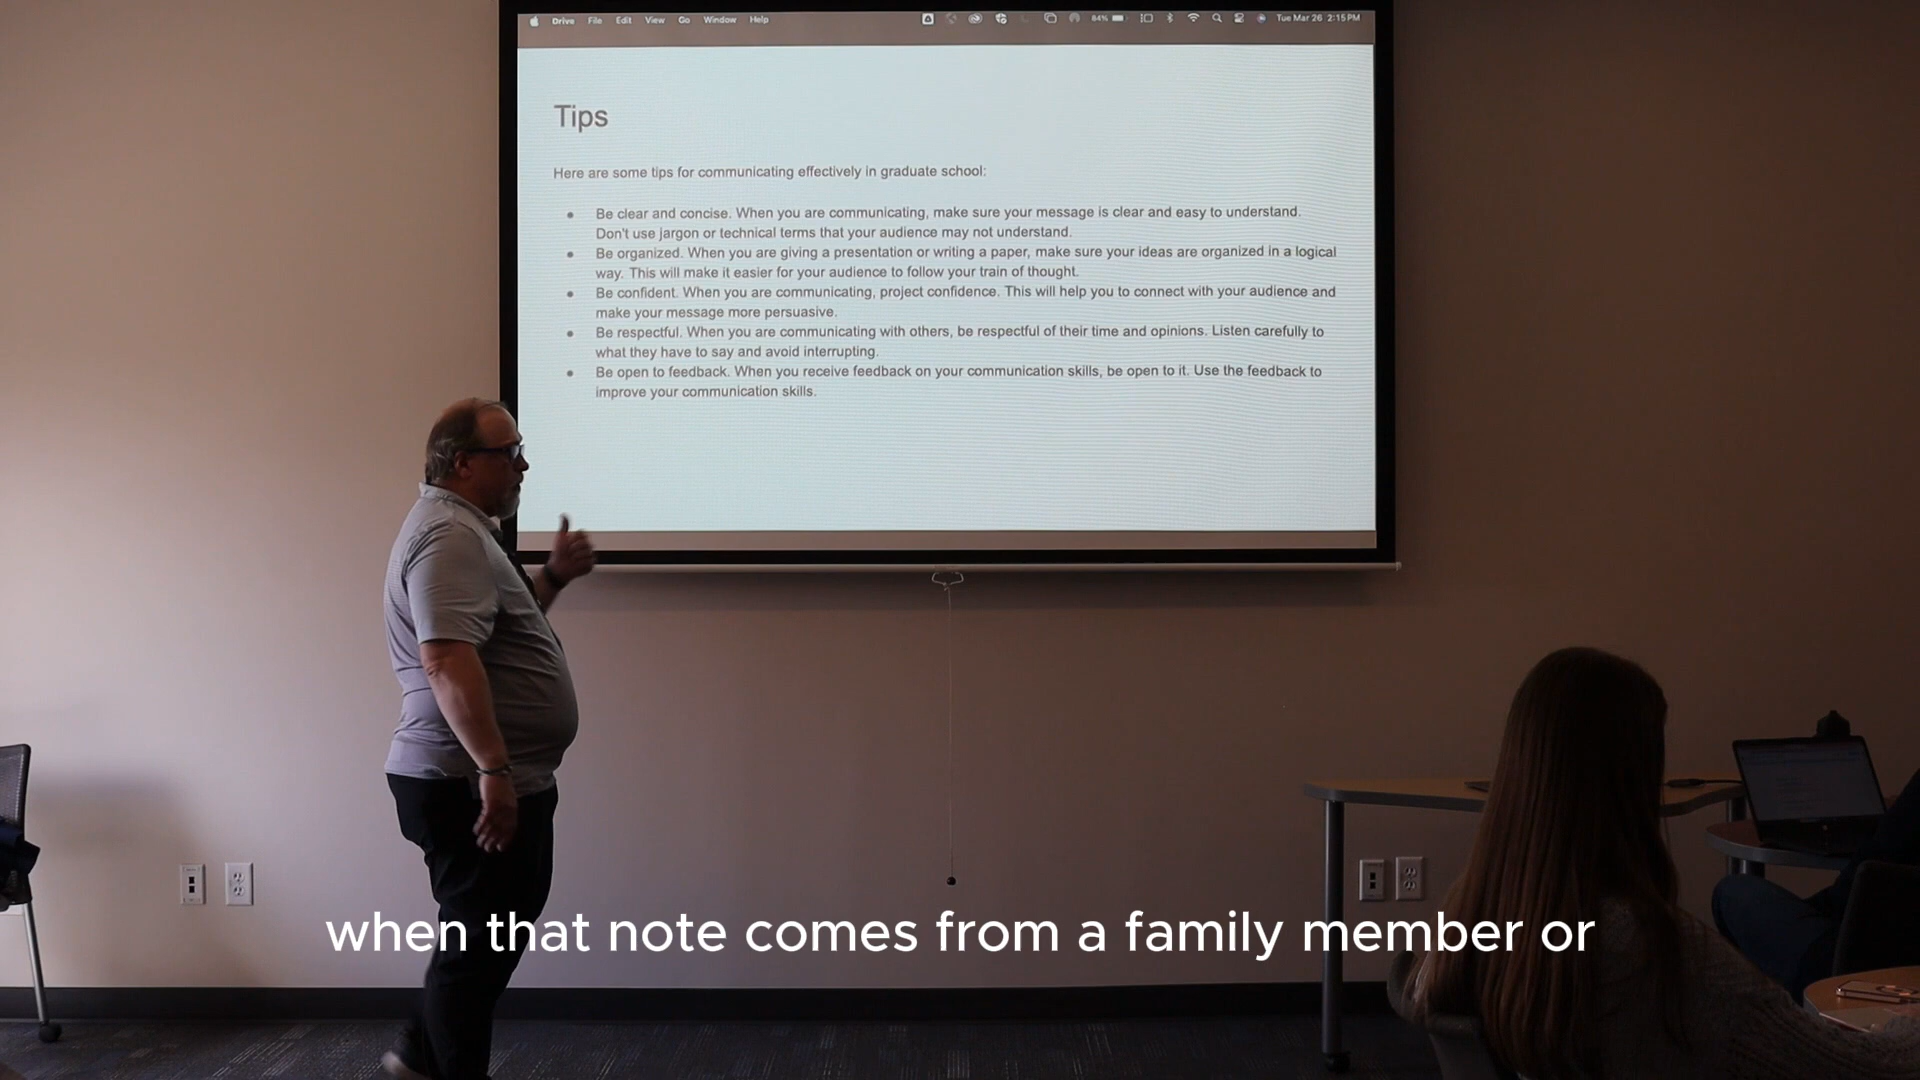 Drive File Edit View Go Window Help 84% Tue Mar 26 2:15 PM
Tips
Here are some tips for communicating effectively in graduate school:
● Be clear and concise. When you are communicating, make sure your message is clear and easy to understand.
Don't use jargon or technical terms that your audience may not understand.
● Be organized. When you are giving a presentation or writing a paper, make sure your ideas are organized in a logical
way. This will make it easier for your audience to follow your train of thought.
● Be confident. When you are communicating, project confidence. This will help you to connect with your audience and
make your message more persuasive.
● Be respectful. When you are communicating with others, be respectful of their time and opinions. Listen carefully to
what they have to say and avoid interrupting.
● Be open to feedback. When you receive feedback on your communication skills, be open to it. Use the feedback to
improve your communication skills.
when that note comes from a family member or